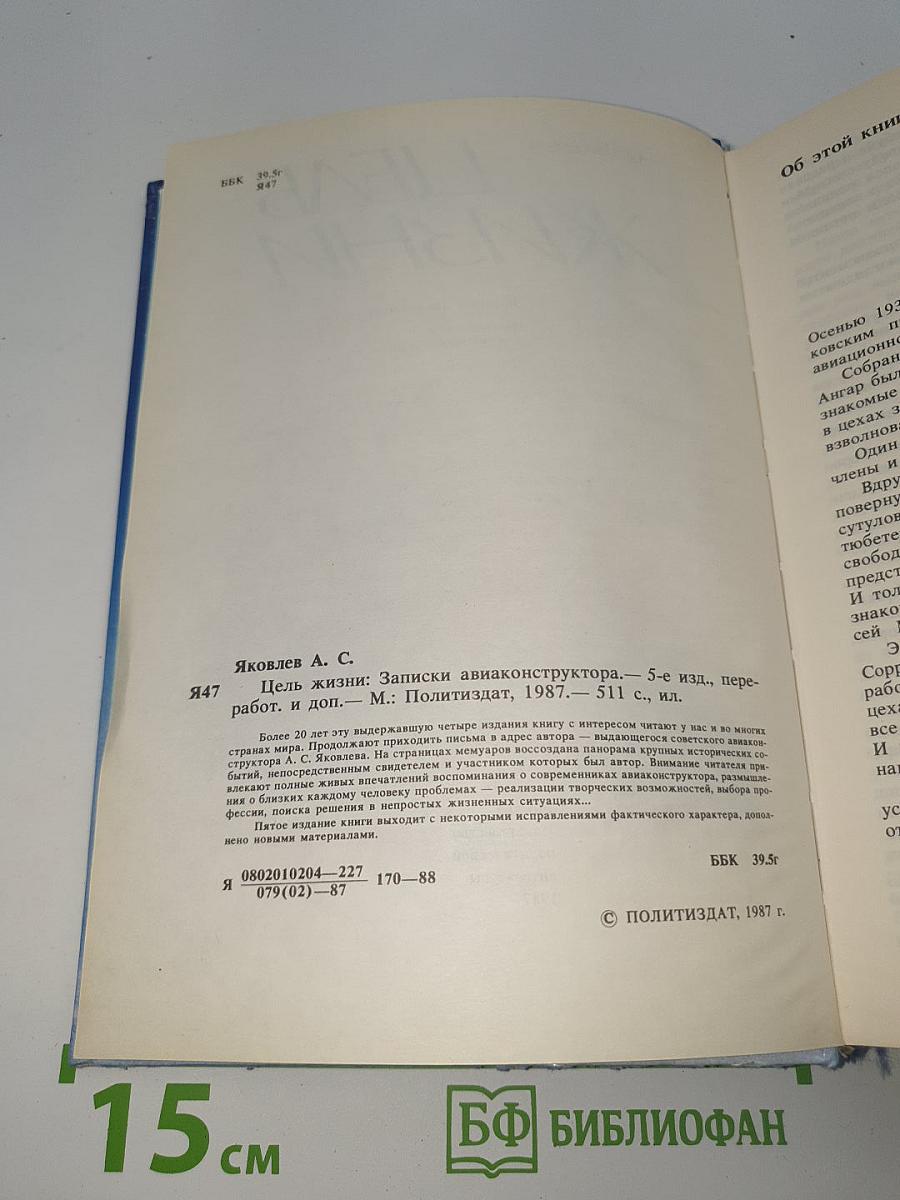 ББК 39.5г
Я47
Яковлев А. С.
Я47 Цель жизни: Записки авиаконструктора.— 5-е изд., пере-
работ. и доп.— М.: Политиздат, 1987.— 511 с., ил.
Более 20 лет эту выдержавшую четыре издания книгу с интересом читают у нас и во многих
странах мира. Продолжают приходить письма в адрес автора — выдающегося советского авиакон-
структора А. С. Яковлева. На страницах мемуаров воссоздана панорама крупных исторических со-
бытий, непосредственным свидетелем и участником которых был автор. Внимание читателя при-
влекают полные живых впечатлений воспоминания о современниках авиаконструктора, размышле-
ния о близких каждому человеку проблемах — реализации творческих возможностей, выбора про-
фессии, поиска решения в непростых жизненных ситуациях...
Пятое издание книги выходит с некоторыми исправлениями фактического характера, допол-
нено новыми материалами.
Я 0802010204—227
079(02)—87 170—88
ББК 39.5г
© ПОЛИТИЗДАТ, 1987 г.
Об этой кни
Осенью 193
ковским п
авиационно
Собран
Ангар был
знакомые
в цехах з
взволнова
Один
члены и
Вдру
поверну
сутулов
тюбете
свобод
предст
И тол
знако
сей М
Э
Сорр
рабо
цеха
все
И
на
ус
от
15 см
БФ БИБЛИОФАН